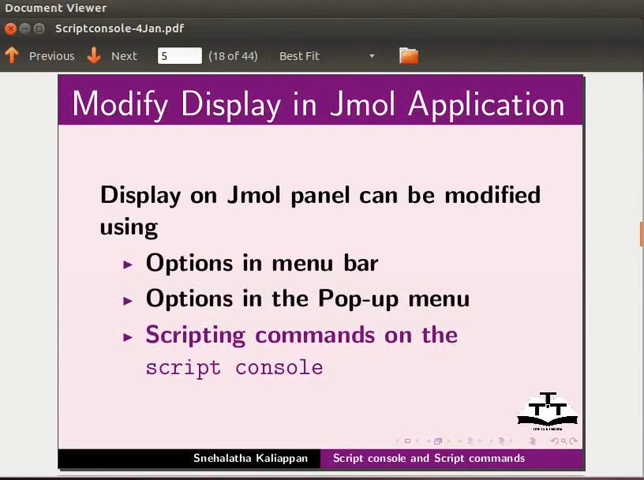 Document Viewer
Scriptconsole-4Jan.pdf
Previous Next 5 (18 of 44) Best Fit
Modify Display in Jmol Application
Display on Jmol panel can be modified
using
Options in menu bar
Options in the Pop-up menu
Scripting commands on the
script console
Snehalatha Kaliappan Script console and Script commands